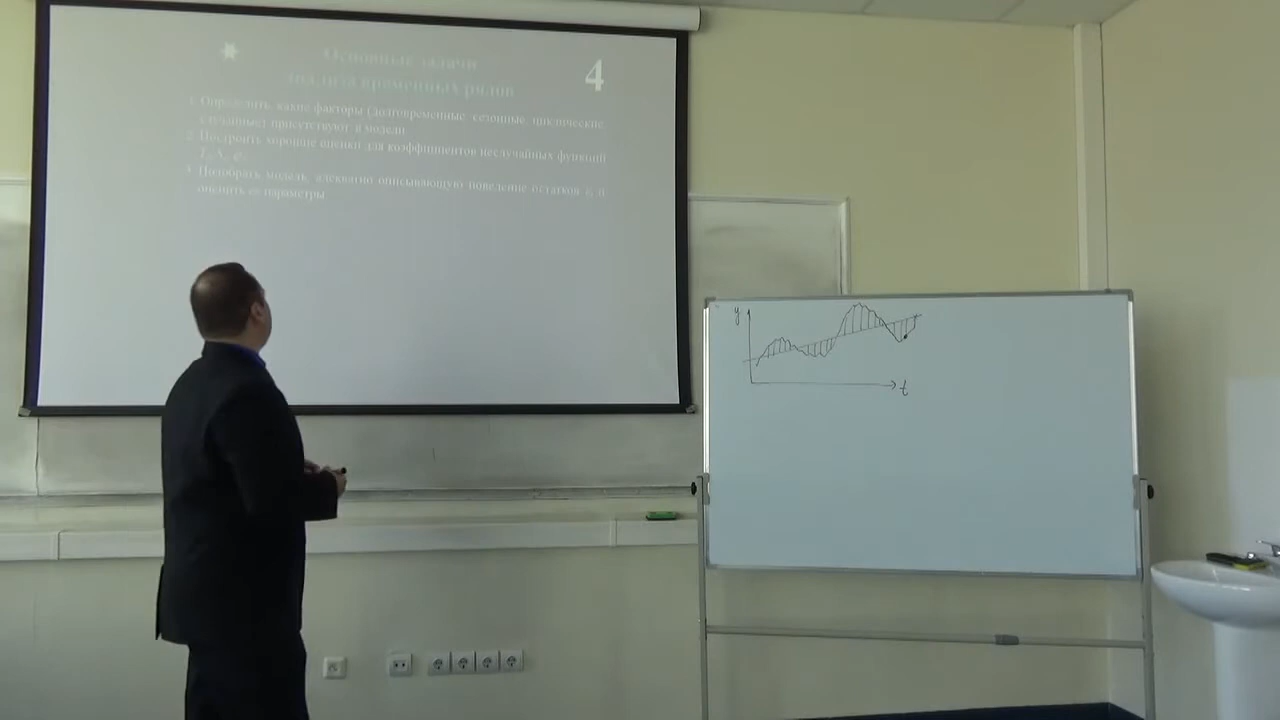 Основные задачи
анализа временных рядов
4
1. Определить какие факторы (долговременные сезонные циклические
случайные) присутствуют в модели
2. Построить хорошие оценки для коэффициентов неслучайных функций
3. Подобрать модель, адекватно описывающую поведение остатков и
оценить ее параметры
y
t